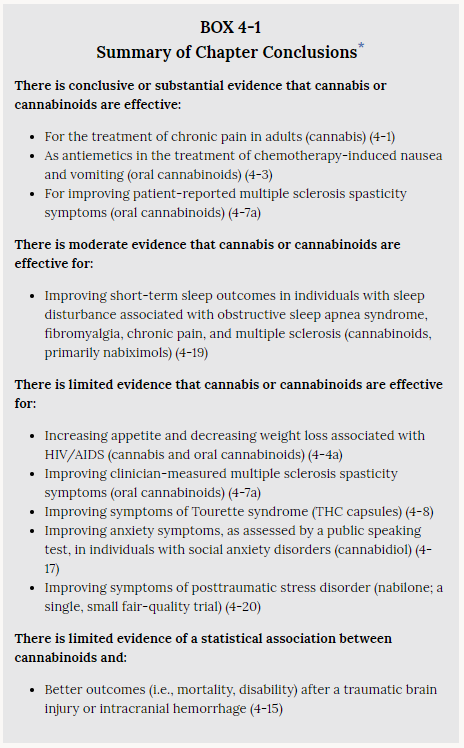 BOX 4-1
Summary of Chapter Conclusions*
There is conclusive or substantial evidence that cannabis or
cannabinoids are effective:
• For the treatment of chronic pain in adults (cannabis) (4-1)
• As antiemetics in the treatment of chemotherapy-induced nausea
and vomiting (oral cannabinoids) (4-3)
• For improving patient-reported multiple sclerosis spasticity
symptoms (oral cannabinoids) (4-7a)
There is moderate evidence that cannabis or cannabinoids are
effective for:
• Improving short-term sleep outcomes in individuals with sleep
disturbance associated with obstructive sleep apnea syndrome,
fibromyalgia, chronic pain, and multiple sclerosis (cannabinoids,
primarily nabiximols) (4-19)
There is limited evidence that cannabis or cannabinoids are effective
for:
• Increasing appetite and decreasing weight loss associated with
HIV/AIDS (cannabis and oral cannabinoids) (4-4a)
• Improving clinician-measured multiple sclerosis spasticity
symptoms (oral cannabinoids) (4-7a)
• Improving symptoms of Tourette syndrome (THC capsules) (4-8)
• Improving anxiety symptoms, as assessed by a public speaking
test, in individuals with social anxiety disorders (cannabidiol) (4-
17)
• Improving symptoms of posttraumatic stress disorder (nabilone; a
single, small fair-quality trial) (4-20)
There is limited evidence of a statistical association between
cannabinoids and:
• Better outcomes (i.e., mortality, disability) after a traumatic brain
injury or intracranial hemorrhage (4-15)